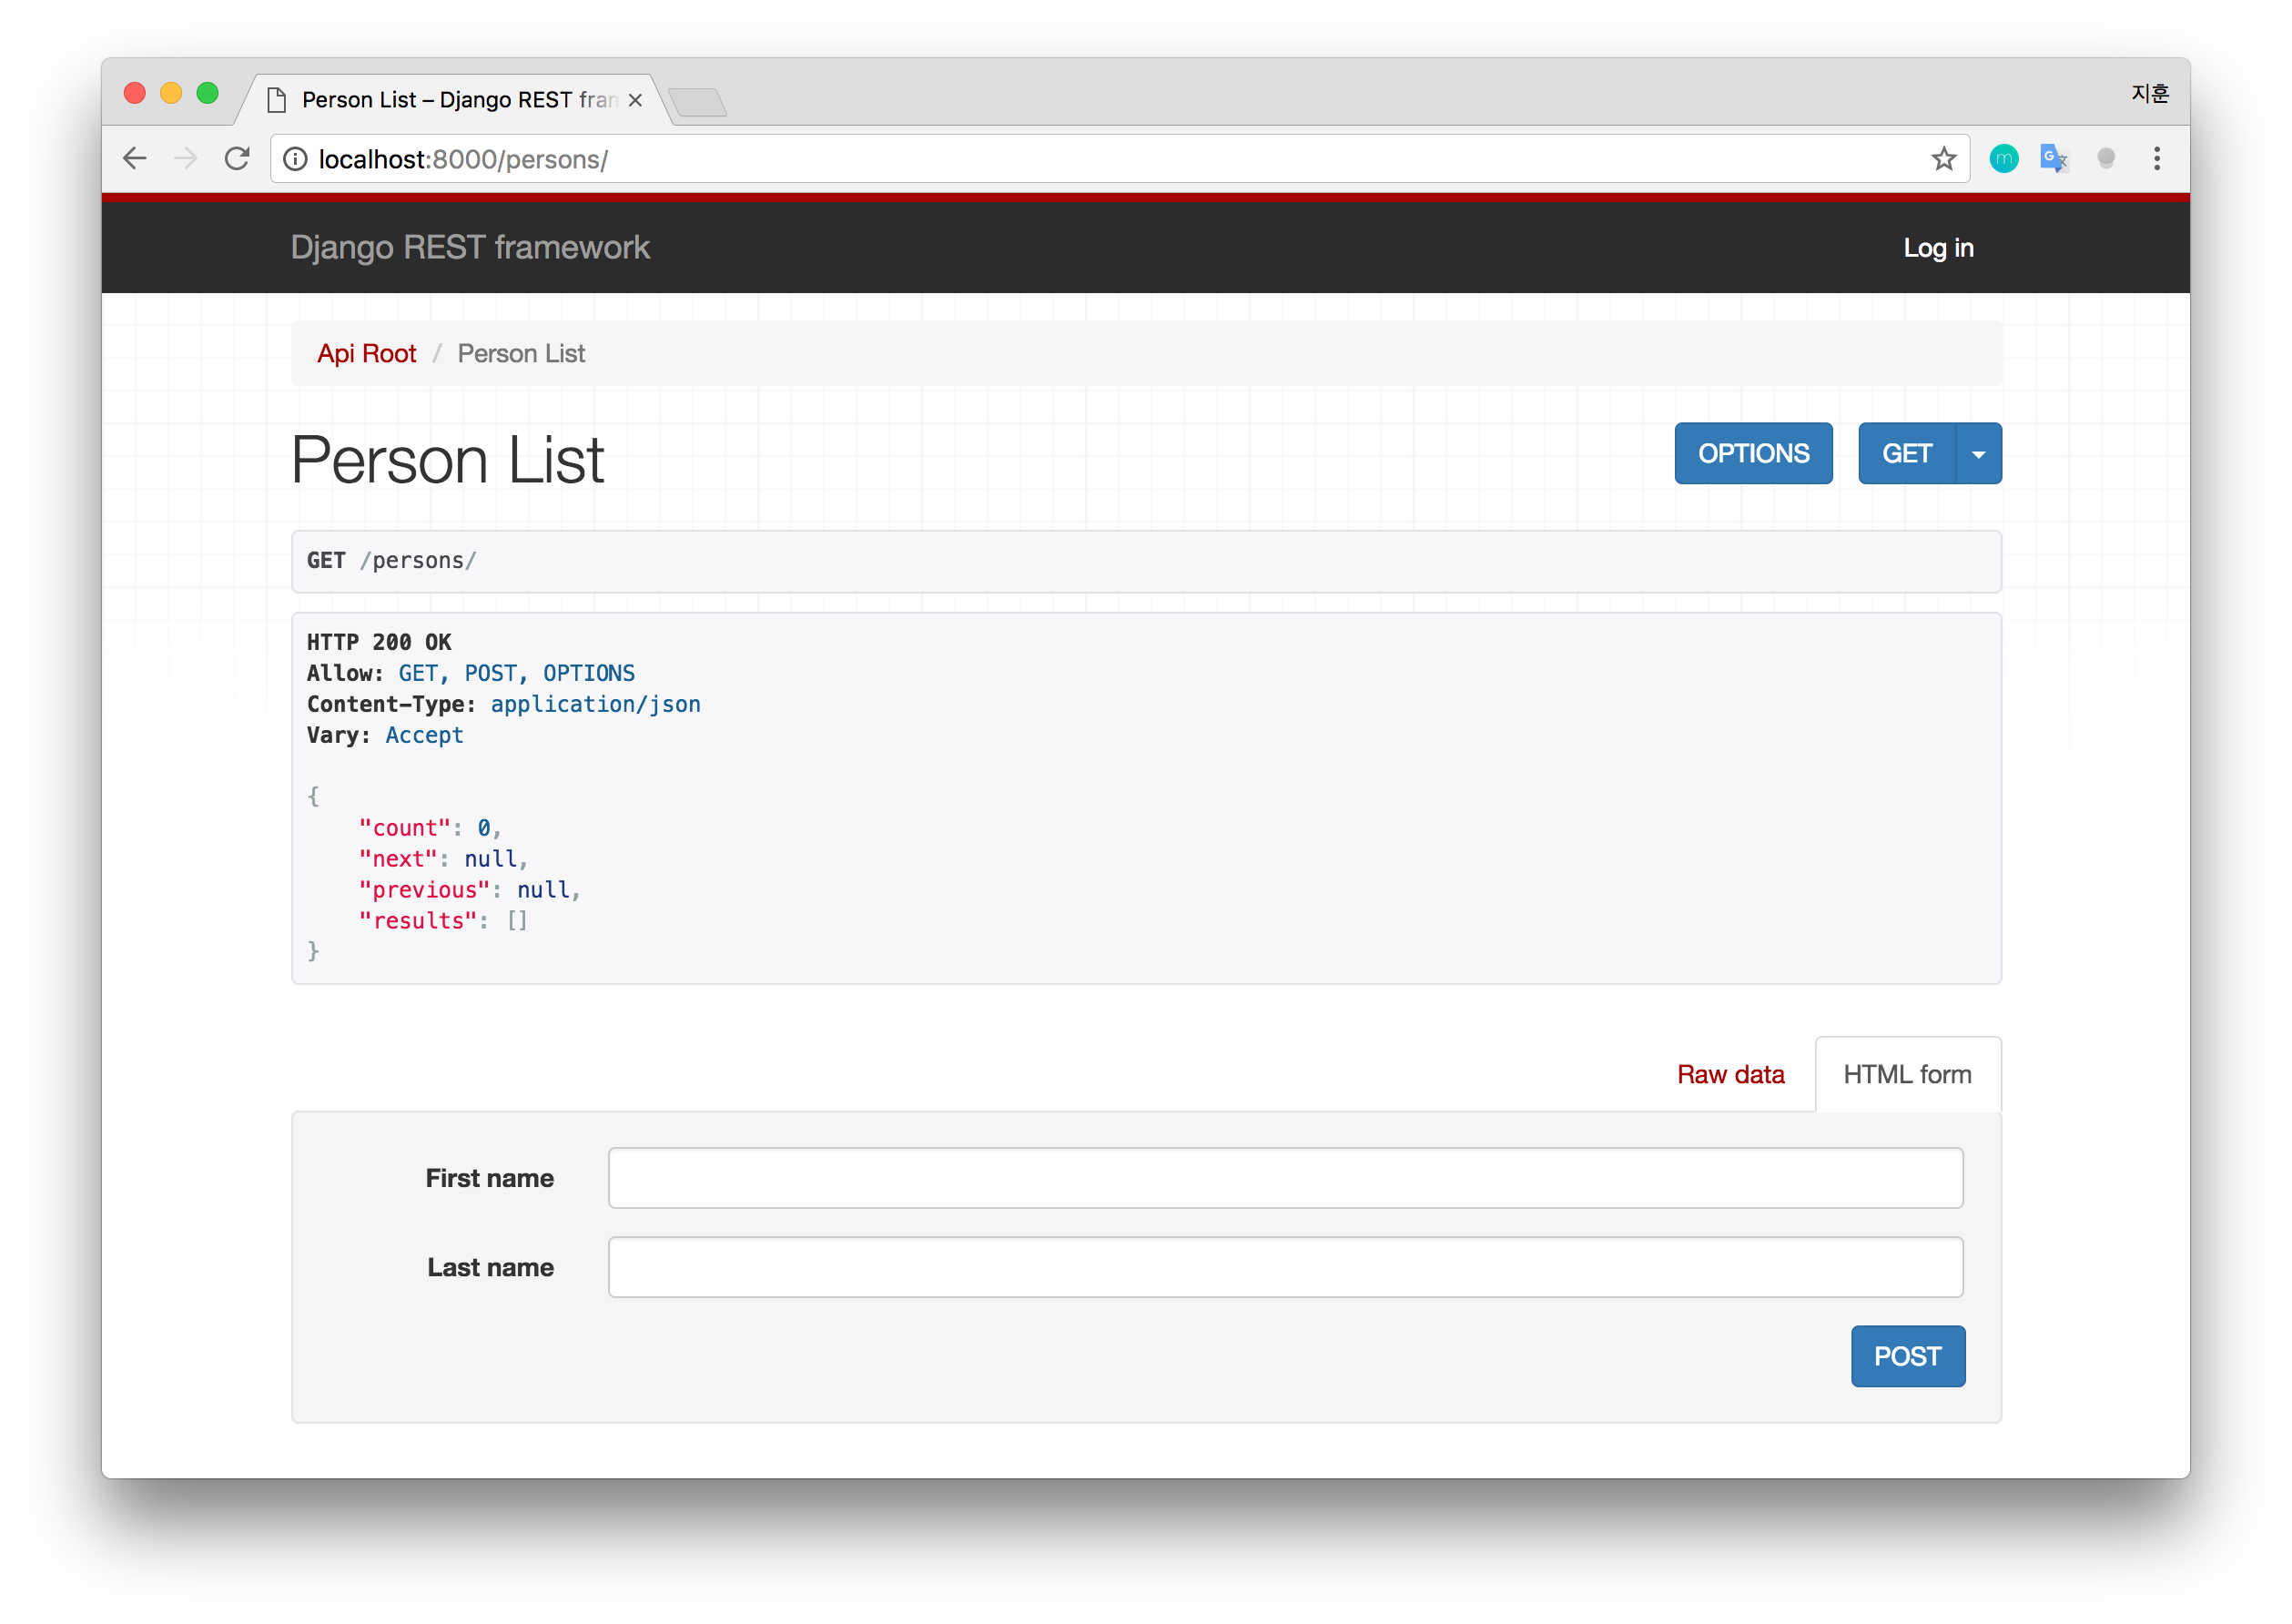 Person List – Django REST fran
지훈
localhost:8000/persons/
Django REST framework
Log in
Api Root / Person List
Person List
OPTIONS
GET
GET /persons/
HTTP 200 OK
Allow: GET, POST, OPTIONS
Content-Type: application/json
Vary: Accept
{
    "count": 0,
    "next": null,
    "previous": null,
    "results": []
}
Raw data
HTML form
First name
Last name
POST